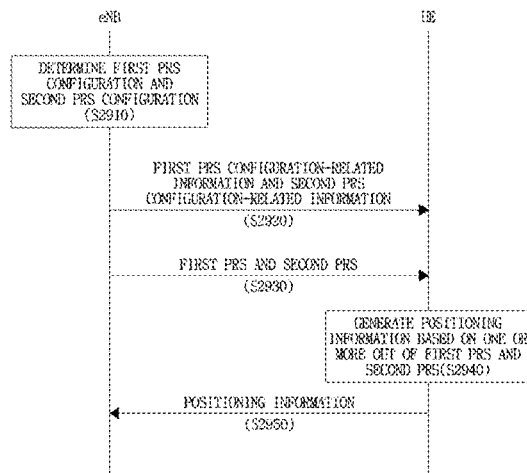 eNB
UE
DETERMINE FIRST PRS
CONFIGURATION AND
SECOND PRS CONFIGURATION
(S2910)
FIRST PRS CONFIGURATION-RELATED
INFORMATION AND SECOND PRS
CONFIGURATION-RELATED INFORMATION
(S2920)
FIRST PRS AND SECOND PRS
(S2930)
GENERATE POSITIONING
INFORMATION BASED ON ONE OR
MORE OUT OF FIRST PRS AND
SECOND PRS(S2940)
POSITIONING INFORMATION
(S2950)